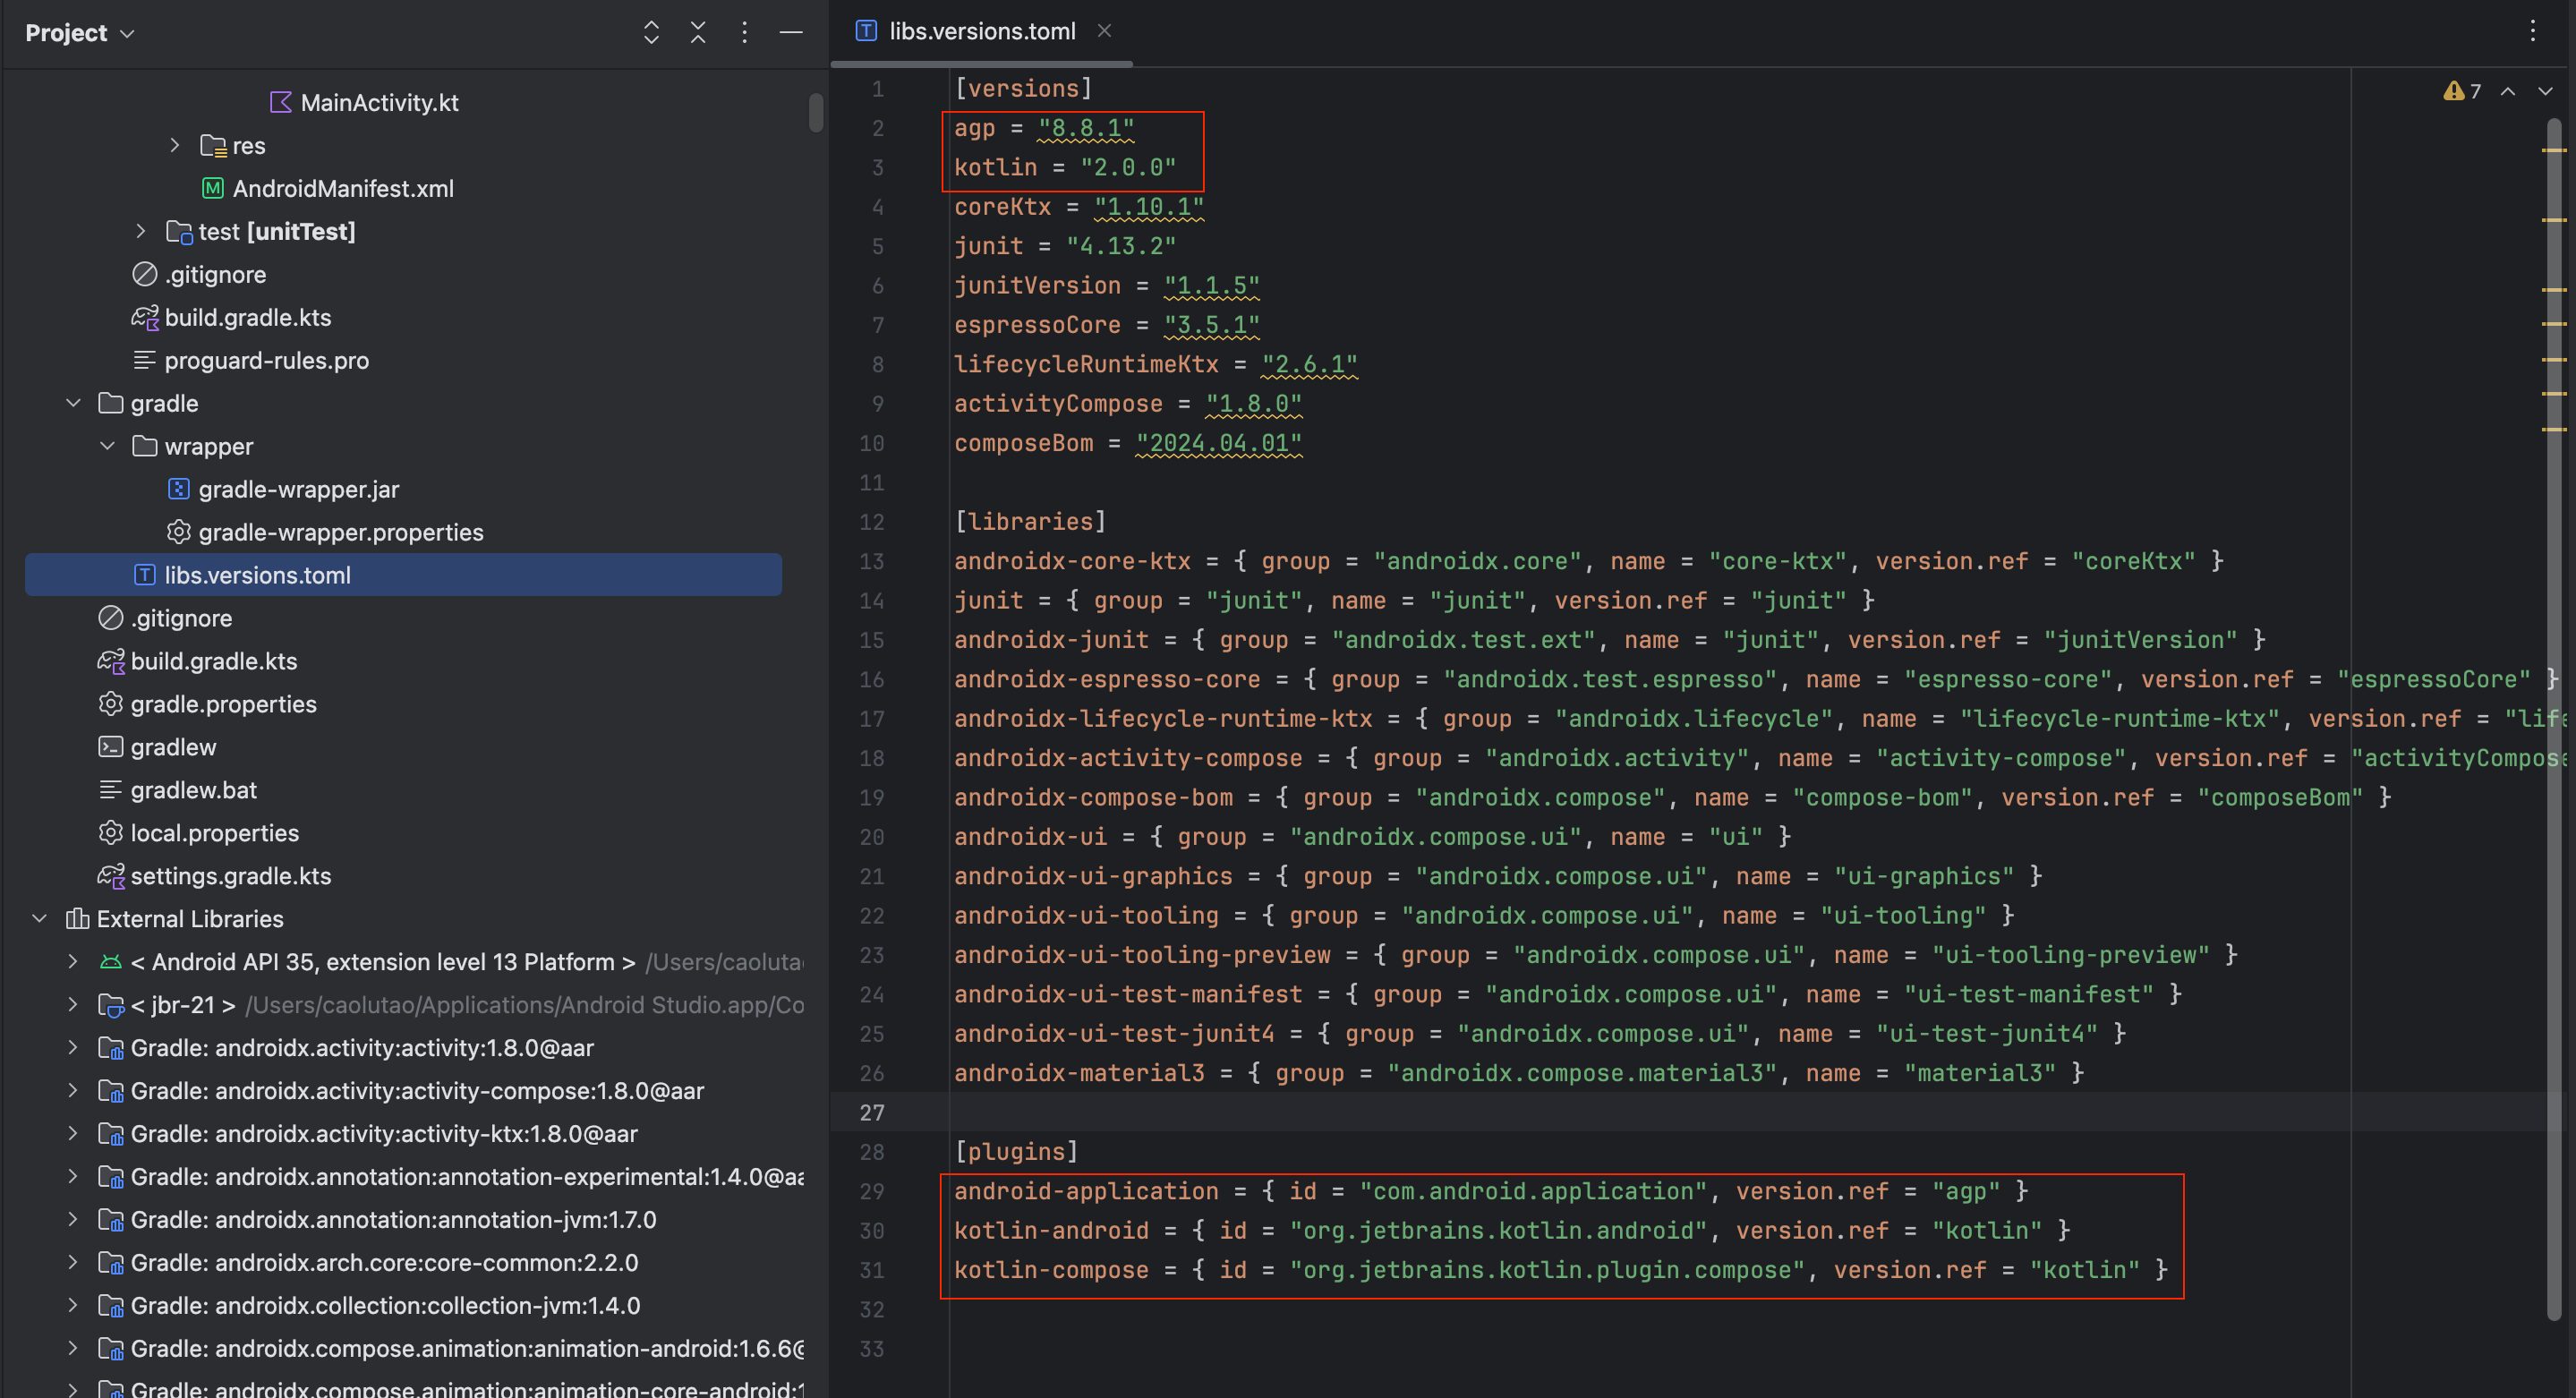 Project
MainActivity.kt
res
AndroidManifest.xml
test [unitTest]
.gitignore
build.gradle.kts
proguard-rules.pro
gradle
wrapper
gradle-wrapper.jar
gradle-wrapper.properties
libs.versions.toml
.gitignore
build.gradle.kts
gradle.properties
gradlew
gradlew.bat
local.properties
settings.gradle.kts
External Libraries
< Android API 35, extension level 13 Platform > /Users/caoluta
< jbr-21 > /Users/caolutao/Applications/Android Studio.app/Co
Gradle: androidx.activity:activity:1.8.0@aar
Gradle: androidx.activity:activity-compose:1.8.0@aar
Gradle: androidx.activity:activity-ktx:1.8.0@aar
Gradle: androidx.annotation:annotation-experimental:1.4.0@aa
Gradle: androidx.annotation:annotation-jvm:1.7.0
Gradle: androidx.arch.core:core-common:2.2.0
Gradle: androidx.collection:collection-jvm:1.4.0
Gradle: androidx.compose.animation:animation-android:1.6.6@
Gradle: androidx.compose.animation:animation-core-android:1
libs.versions.toml
7
1 [versions]
2 agp = "8.8.1"
3 kotlin = "2.0.0"
4 coreKtx = "1.10.1"
5 junit = "4.13.2"
6 junitVersion = "1.1.5"
7 espressoCore = "3.5.1"
8 lifecycleRuntimeKtx = "2.6.1"
9 activityCompose = "1.8.0"
10 composeBom = "2024.04.01"
11
12 [libraries]
13 androidx-core-ktx = { group = "androidx.core", name = "core-ktx", version.ref = "coreKtx" }
14 junit = { group = "junit", name = "junit", version.ref = "junit" }
15 androidx-junit = { group = "androidx.test.ext", name = "junit", version.ref = "junitVersion" }
16 androidx-espresso-core = { group = "androidx.test.espresso", name = "espresso-core", version.ref = "espressoCore" }
17 androidx-lifecycle-runtime-ktx = { group = "androidx.lifecycle", name = "lifecycle-runtime-ktx", version.ref = "life
18 androidx-activity-compose = { group = "androidx.activity", name = "activity-compose", version.ref = "activityCompose
19 androidx-compose-bom = { group = "androidx.compose", name = "compose-bom", version.ref = "composeBom" }
20 androidx-ui = { group = "androidx.compose.ui", name = "ui" }
21 androidx-ui-graphics = { group = "androidx.compose.ui", name = "ui-graphics" }
22 androidx-ui-tooling = { group = "androidx.compose.ui", name = "ui-tooling" }
23 androidx-ui-tooling-preview = { group = "androidx.compose.ui", name = "ui-tooling-preview" }
24 androidx-ui-test-manifest = { group = "androidx.compose.ui", name = "ui-test-manifest" }
25 androidx-ui-test-junit4 = { group = "androidx.compose.ui", name = "ui-test-junit4" }
26 androidx-material3 = { group = "androidx.compose.material3", name = "material3" }
27
28 [plugins]
29 android-application = { id = "com.android.application", version.ref = "agp" }
30 kotlin-android = { id = "org.jetbrains.kotlin.android", version.ref = "kotlin" }
31 kotlin-compose = { id = "org.jetbrains.kotlin.plugin.compose", version.ref = "kotlin" }
32
33